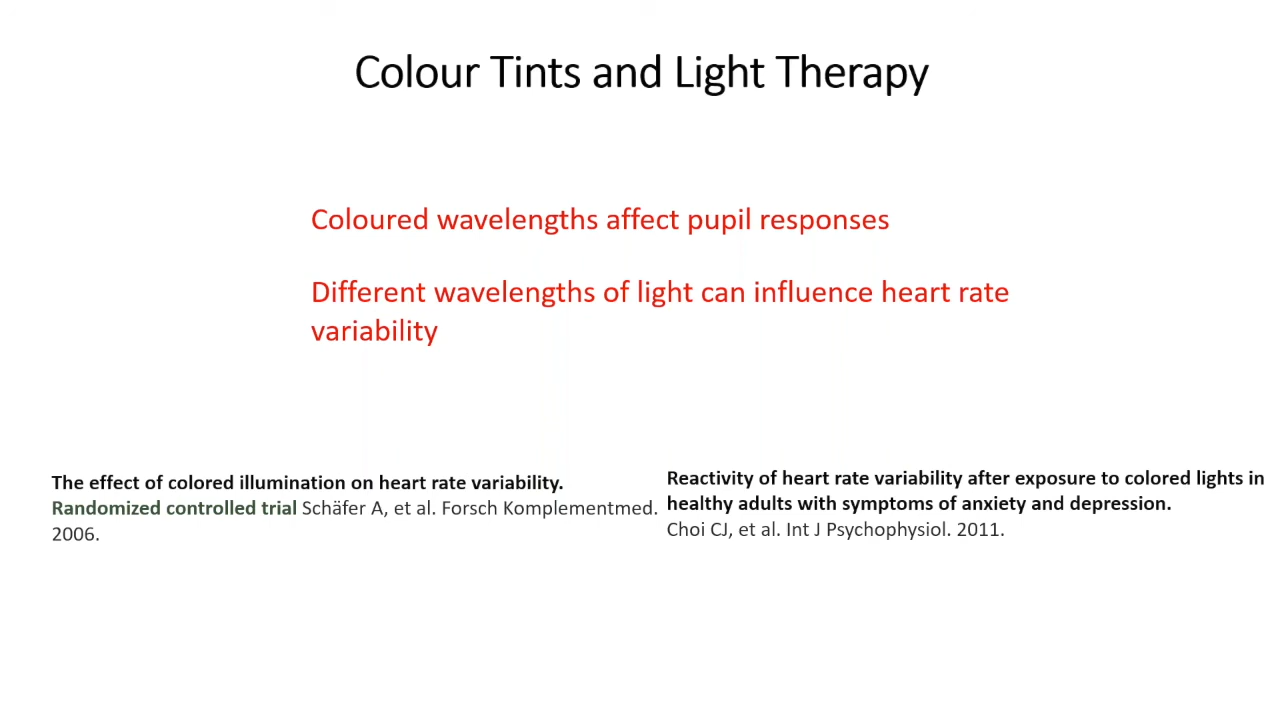 Colour Tints and Light Therapy
Coloured wavelengths affect pupil responses
Different wavelengths of light can influence heart rate
variability
The effect of colored illumination on heart rate variability.
Randomized controlled trial Schäfer A, et al. Forsch Komplementmed.
2006.
Reactivity of heart rate variability after exposure to colored lights in
healthy adults with symptoms of anxiety and depression.
Choi CJ, et al. Int J Psychophysiol. 2011.